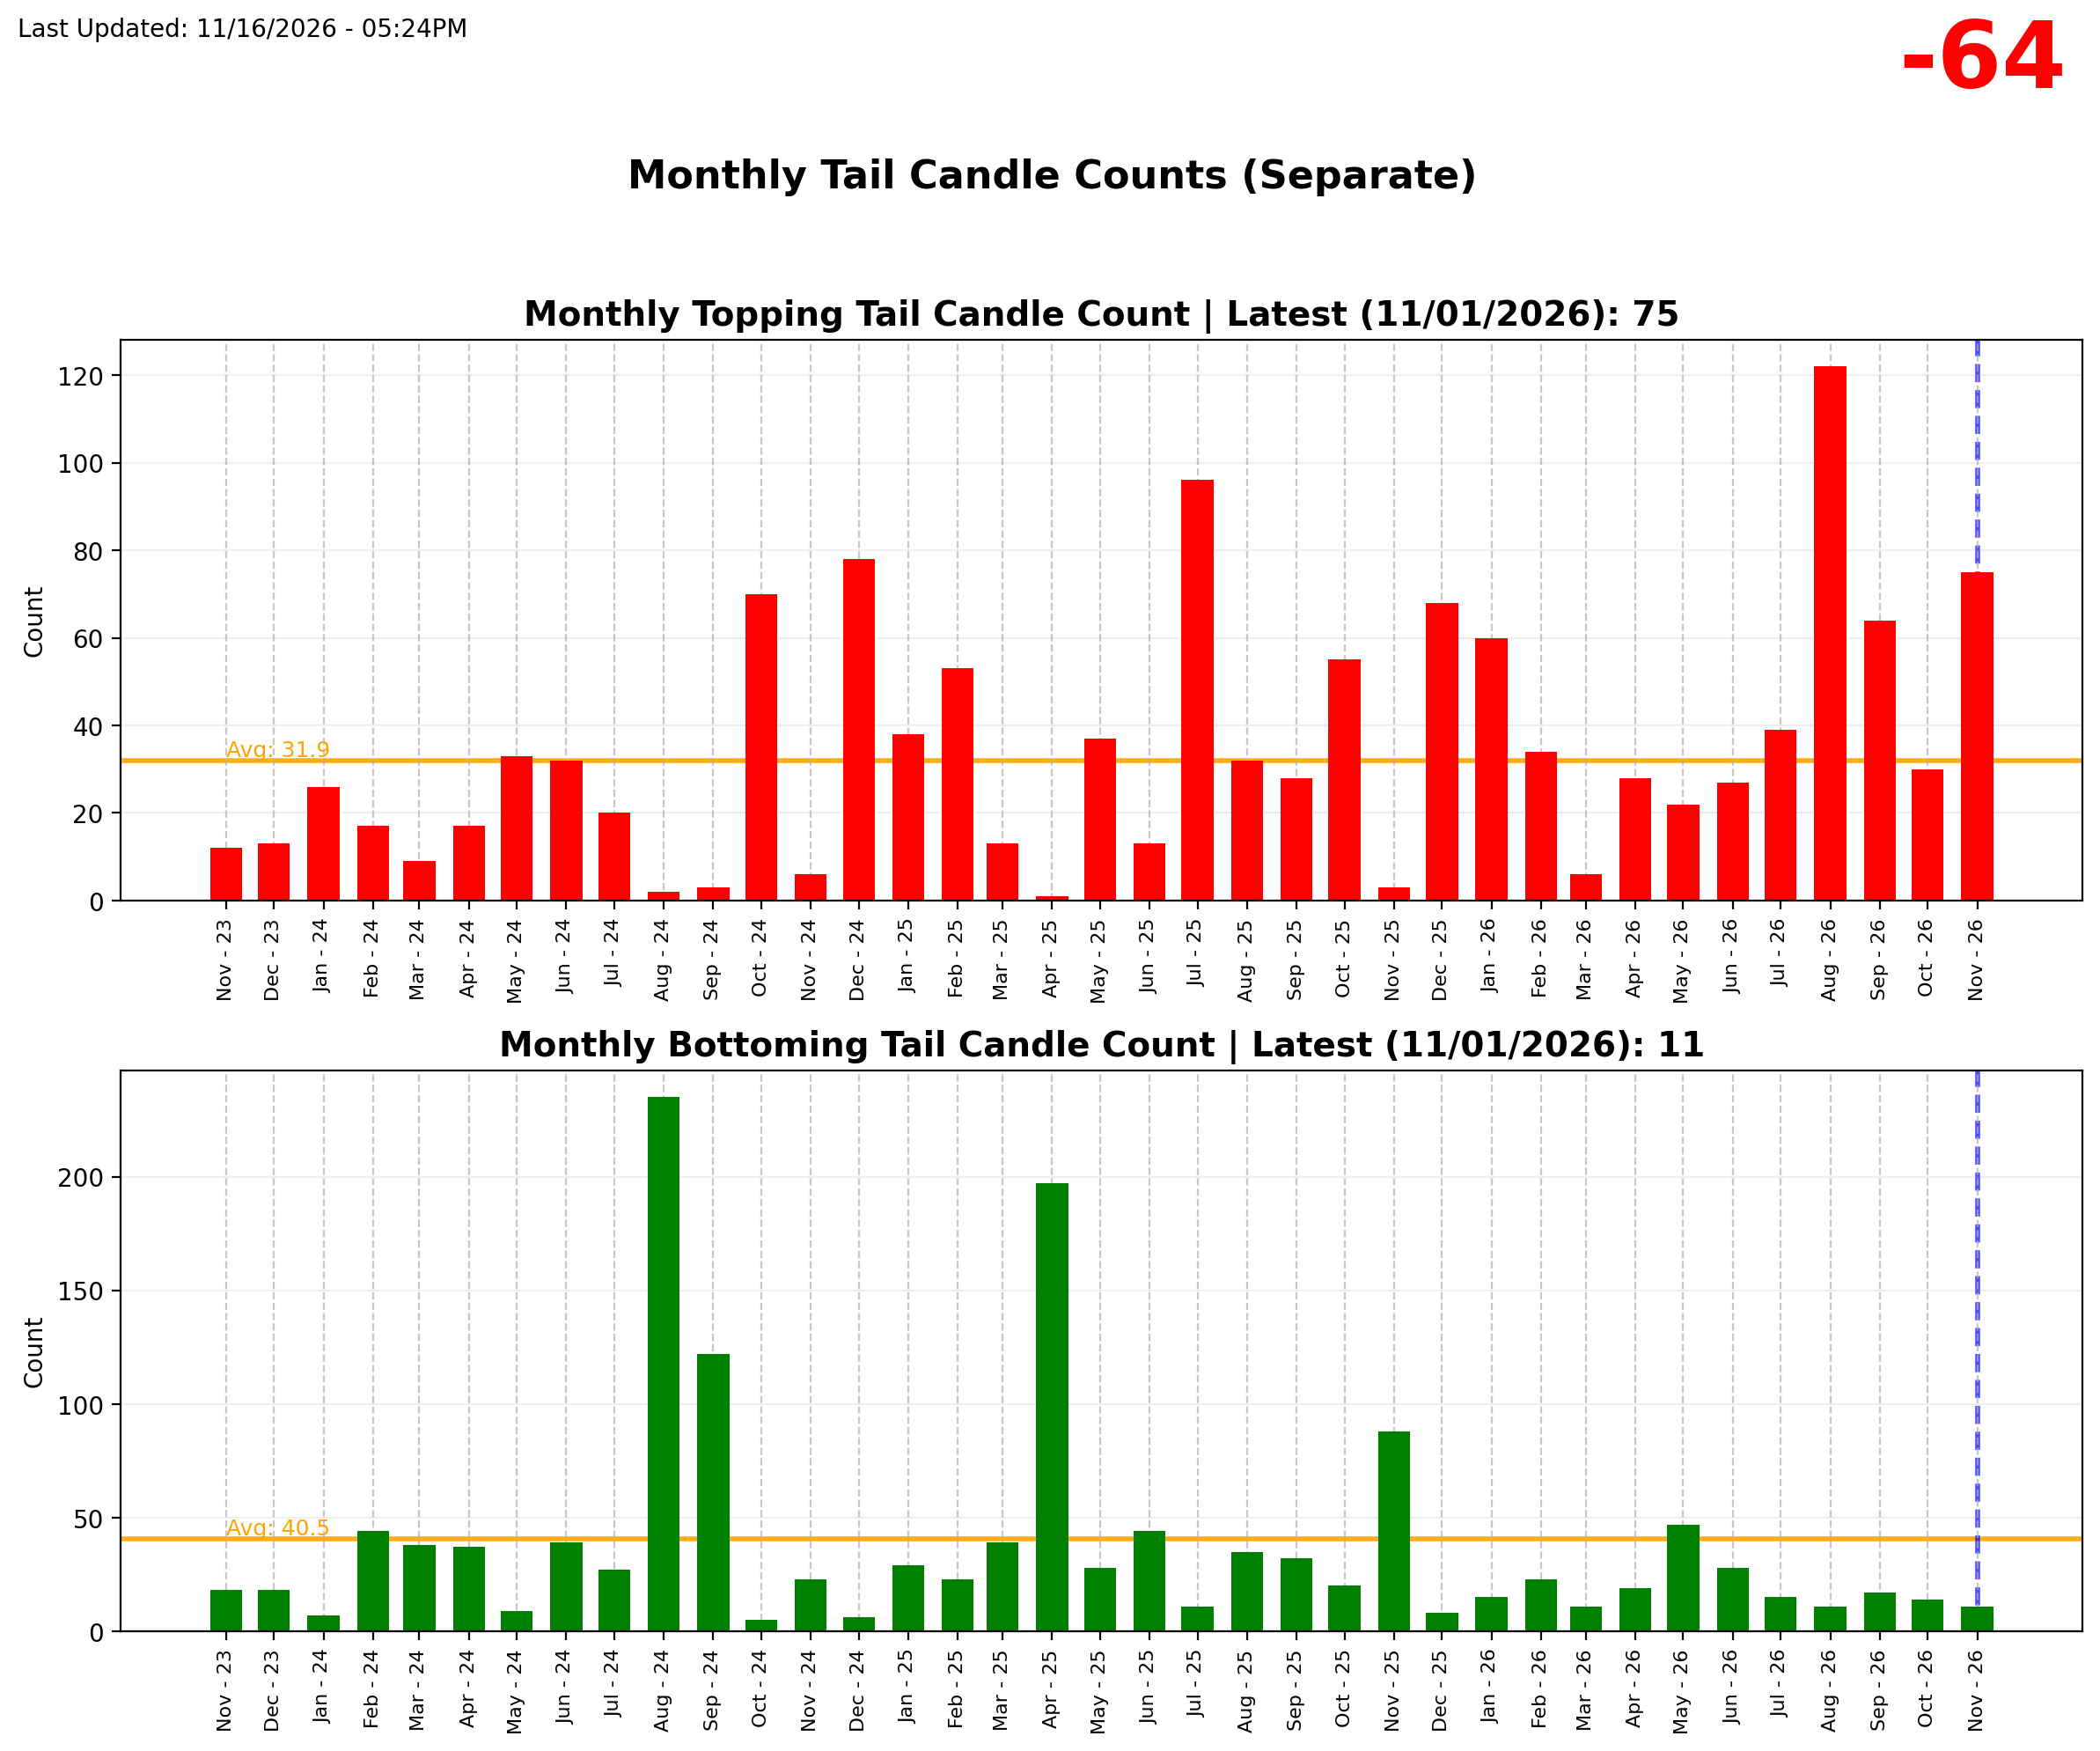 Last Updated: 11/16/2026 - 05:24PM
-64
Monthly Tail Candle Counts (Separate)
Monthly Topping Tail Candle Count | Latest (11/01/2026): 75
120
100
80
60
40
20
0
Count
Avg: 31.9
Nov - 23
Dec - 23
Jan - 24
Feb - 24
Mar - 24
Apr - 24
May - 24
Jun - 24
Jul - 24
Aug - 24
Sep - 24
Oct - 24
Nov - 24
Dec - 24
Jan - 25
Feb - 25
Mar - 25
Apr - 25
May - 25
Jun - 25
Jul - 25
Aug - 25
Sep - 25
Oct - 25
Nov - 25
Dec - 25
Jan - 26
Feb - 26
Mar - 26
Apr - 26
May - 26
Jun - 26
Jul - 26
Aug - 26
Sep - 26
Oct - 26
Nov - 26
Monthly Bottoming Tail Candle Count | Latest (11/01/2026): 11
200
150
100
50
0
Count
Avg: 40.5
Nov - 23
Dec - 23
Jan - 24
Feb - 24
Mar - 24
Apr - 24
May - 24
Jun - 24
Jul - 24
Aug - 24
Sep - 24
Oct - 24
Nov - 24
Dec - 24
Jan - 25
Feb - 25
Mar - 25
Apr - 25
May - 25
Jun - 25
Jul - 25
Aug - 25
Sep - 25
Oct - 25
Nov - 25
Dec - 25
Jan - 26
Feb - 26
Mar - 26
Apr - 26
May - 26
Jun - 26
Jul - 26
Aug - 26
Sep - 26
Oct - 26
Nov - 26